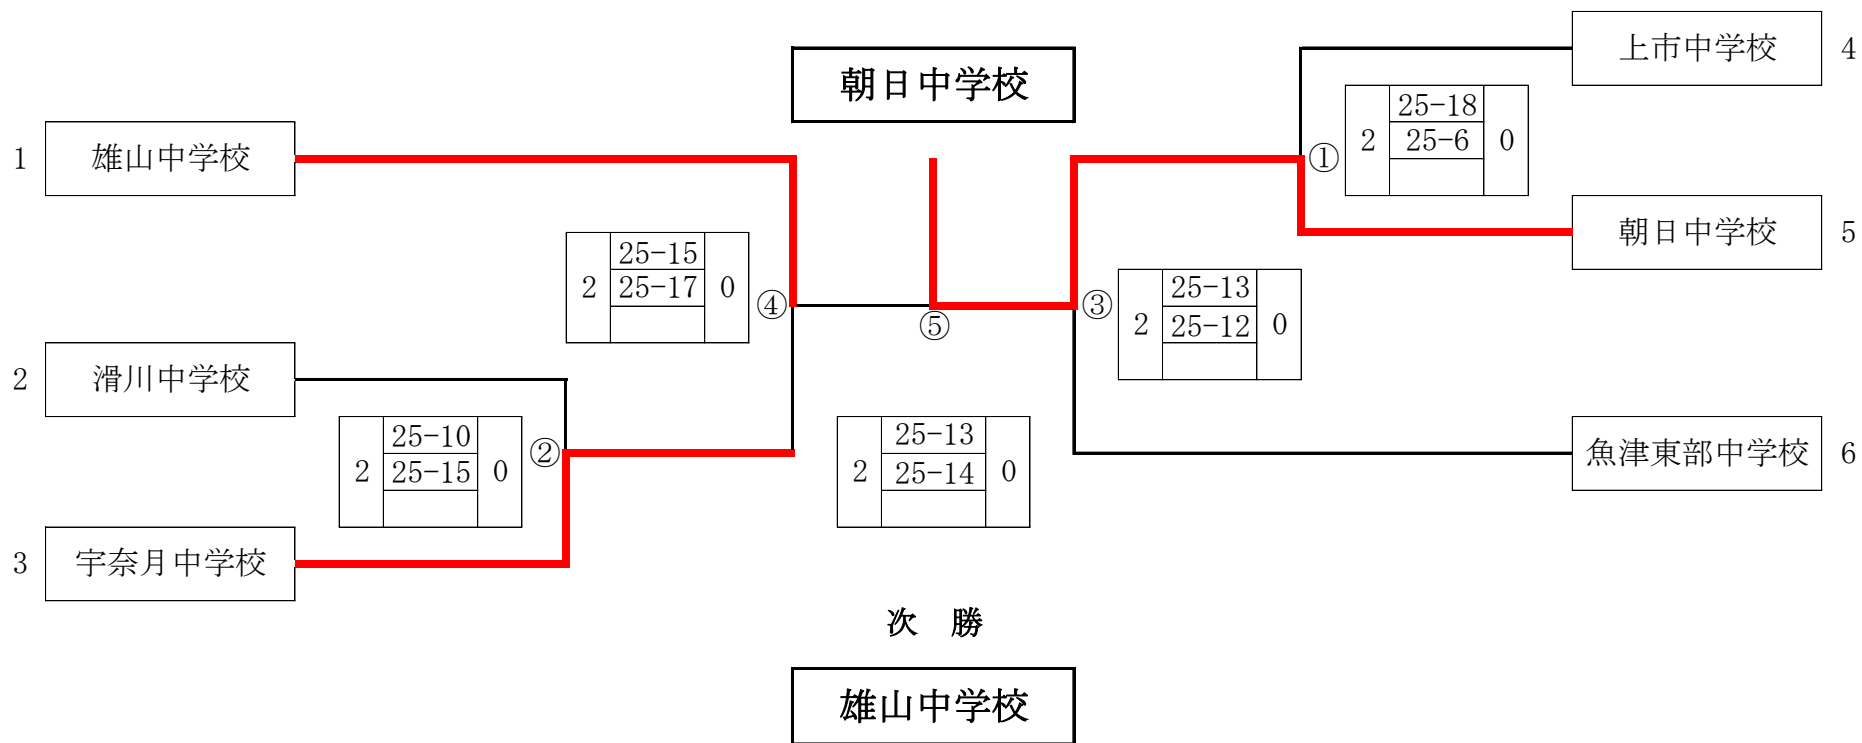 朝日中学校
上市中学校 4
25-18
2 25-6 0
①
1 雄山中学校
朝日中学校 5
25-15
2 25-17 0
④
⑤
③
25-13
2 25-12 0
2 滑川中学校
25-10
2 25-15 0
②
25-13
2 25-14 0
魚津東部中学校 6
3 宇奈月中学校
次 勝
雄山中学校